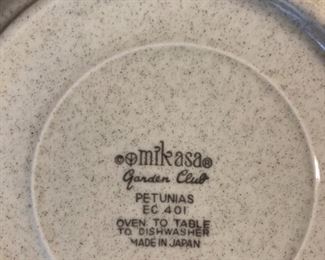 ©mikasa®
Garden Club
PETUNIAS
EC 401
OVEN TO TABLE
TO DISHWASHER
MADE IN JAPAN